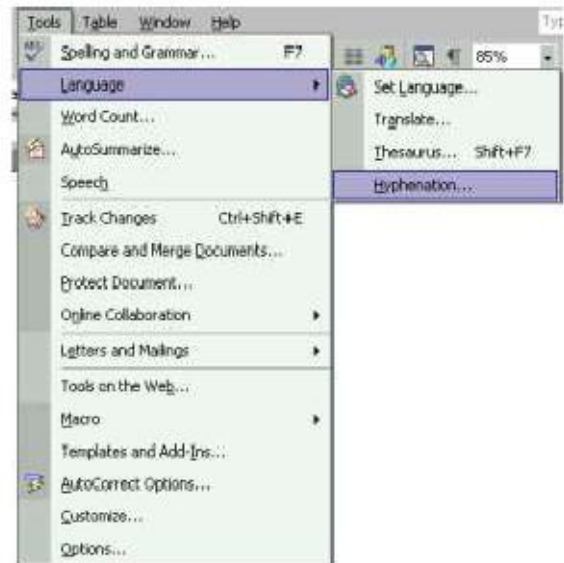 Tools Table Window Help
Typ
Spelling and Grammar... F7
85%
Language
Set Language...
Word Count...
Translate...
AutoSummarize...
Thesaurus... Shift+F7
Speech
Hyphenation...
Track Changes Ctrl+Shift+E
Compare and Merge Documents...
Protect Document...
Online Collaboration
Letters and Mailings
Tools on the Web...
Macro
Templates and Add-Ins...
AutoCorrect Options...
Customize...
Options...